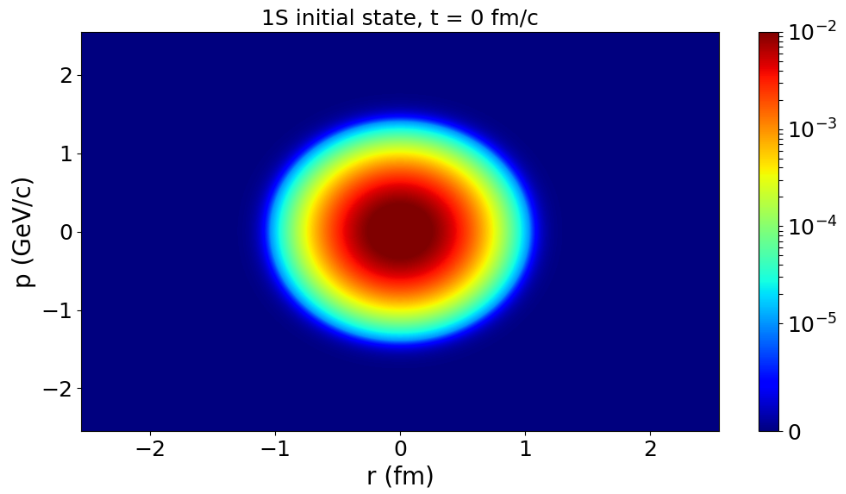 1S initial state, t = 0 fm/c
p (GeV/c)
2
1
0
−1
−2
−2 −1 0 1 2
r (fm)
10⁻²
10⁻³
10⁻⁴
10⁻⁵
0